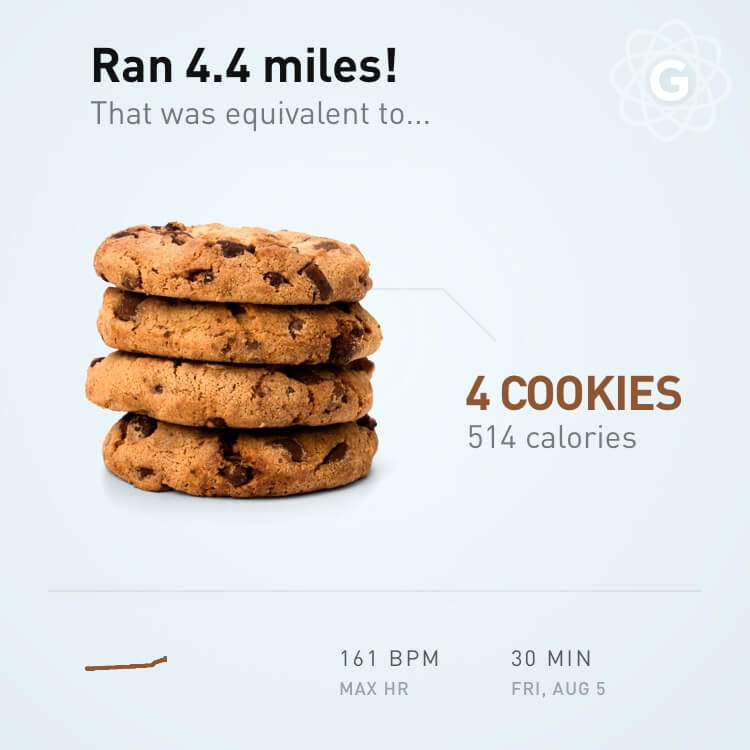 Ran 4.4 miles!
G
That was equivalent to...
4 COOKIES
514 calories
161 BPM
30 MIN
MAX HR
FRI, AUG 5